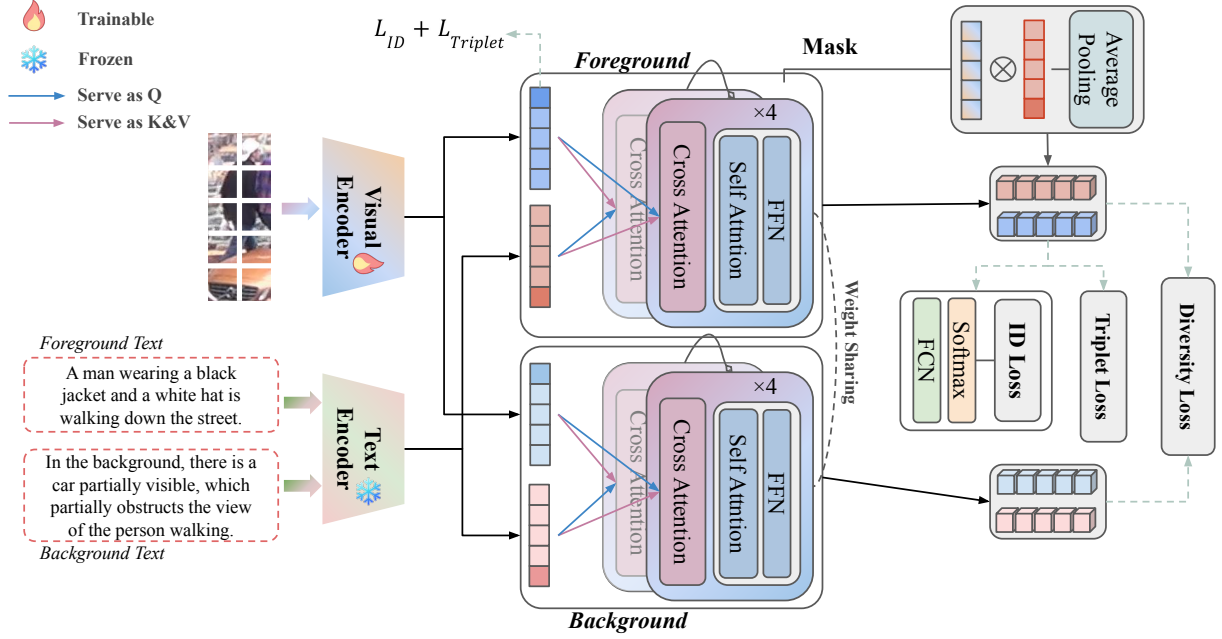 Trainable
Frozen
Serve as Q
Serve as K&V
L_ID + L_Triplet
Foreground
Mask
Average
Pooling
×4
Cross Attention
Cross Attention
Self Attntion
FFN
Visual
Encoder
Foreground Text
A man wearing a black
jacket and a white hat is
walking down the street.
In the background, there is a
car partially visible, which
partially obstructs the view
of the person walking.
Background Text
Text
Encoder
Weight Sharing
×4
Cross Attention
Cross Attention
Self Attntion
FFN
Background
FCN
Softmax
ID Loss
Triplet Loss
Diversity Loss